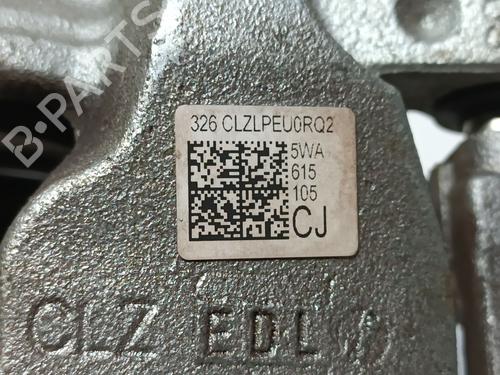 B-PARTS
326 CLZLPEU0RQ2
5WA
615
105
CJ
CLZ EDL